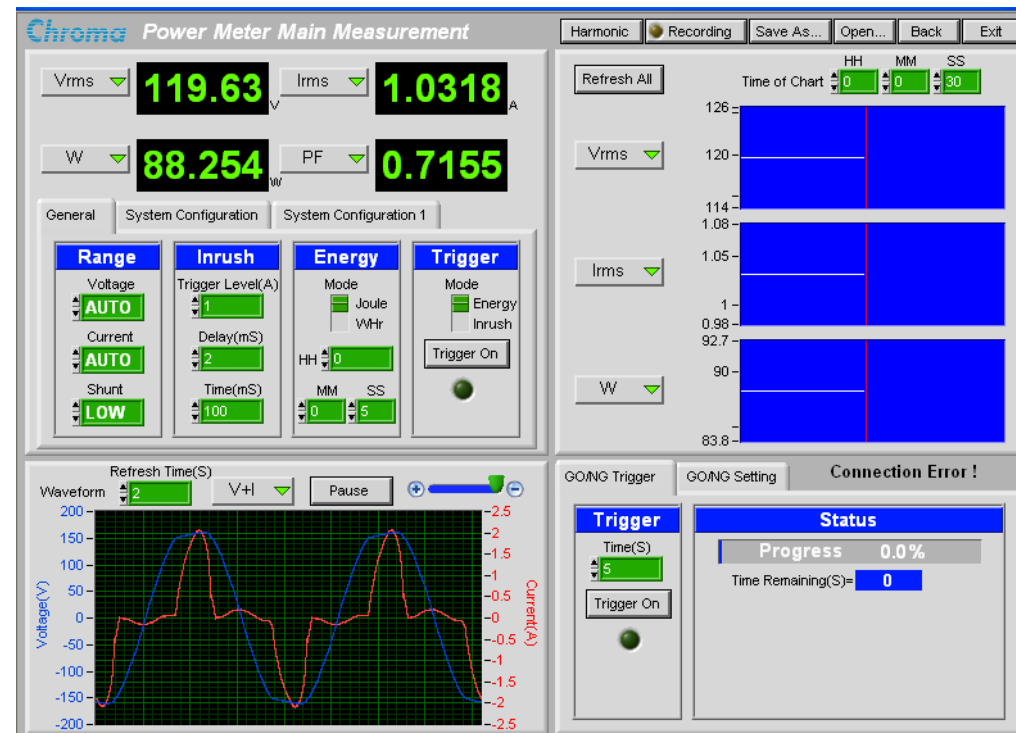 Chroma Power Meter Main Measurement
Harmonic Recording Save As... Open... Back Exit
Vrms 119.63 V Irms 1.0318 A
W 88.254 W PF 0.7155
General System Configuration System Configuration 1
Range
Voltage
AUTO
Current
AUTO
Shunt
LOW
Inrush
Trigger Level(A)
1
Delay(mS)
2
Time(mS)
100
Energy
Mode
Joule
WHr
HH 0
MM SS
0 5
Trigger
Mode
Energy
Inrush
Trigger On
Refresh All
HH MM SS
Time of Chart 0 0 30
Vrms
126
120
114
Irms
1.08
1.05
1
0.98
W
92.7
90
83.8
Refresh Time(S)
Waveform 2 V+I Pause
Voltage(V)
200
150
100
50
0
-50
-100
-150
-200
-2.5
-2
-1.5
-1
-0.5
-0
-0.5
-1
-1.5
-2
-2.5
Current(A)
GO/NG Trigger GO/NG Setting Connection Error !
Trigger
Time(S)
5
Trigger On
Status
Progress 0.0%
Time Remaining(S)= 0